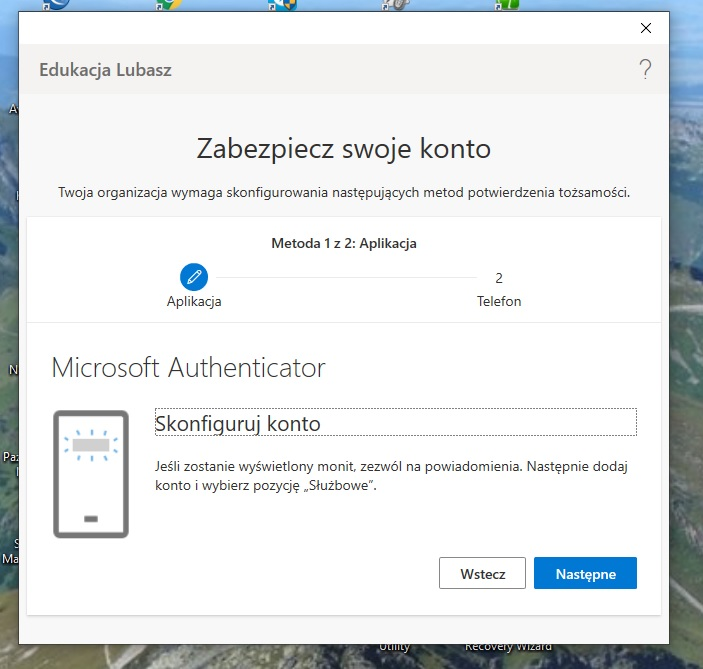 Edukacja Lubasz
?
Zabezpiecz swoje konto
Twoja organizacja wymaga skonfigurowania następujących metod potwierdzenia tożsamości.
Metoda 1 z 2: Aplikacja
2
Aplikacja
Telefon
Microsoft Authenticator
Skonfiguruj konto
Jeśli zostanie wyświetlony monit, zezwól na powiadomienia. Następnie dodaj
konto i wybierz pozycję „Służbowe”.
Wstecz
Następne
Utility
Recovery Wizard